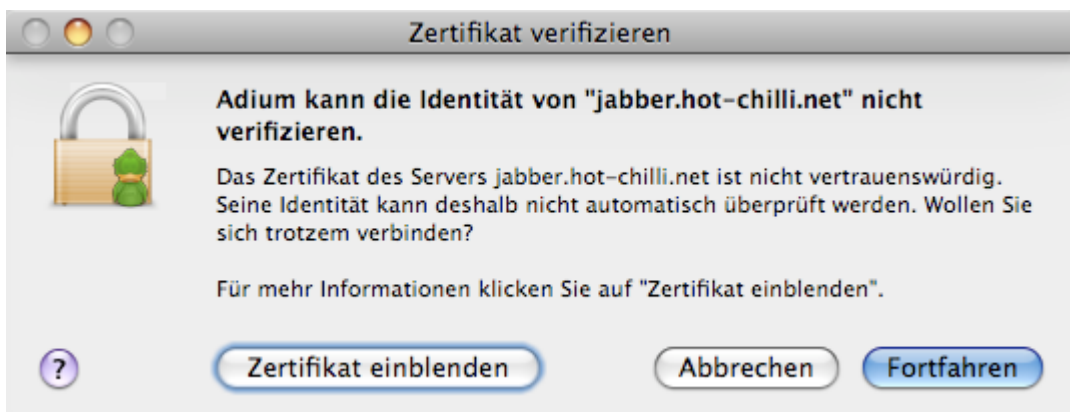 Zertifikat verifizieren
Adium kann die Identität von "jabber.hot-chilli.net" nicht
verifizieren.
Das Zertifikat des Servers jabber.hot-chilli.net ist nicht vertrauenswürdig.
Seine Identität kann deshalb nicht automatisch überprüft werden. Wollen Sie
sich trotzem verbinden?
Für mehr Informationen klicken Sie auf "Zertifikat einblenden".
? Zertifikat einblenden Abbrechen Fortfahren